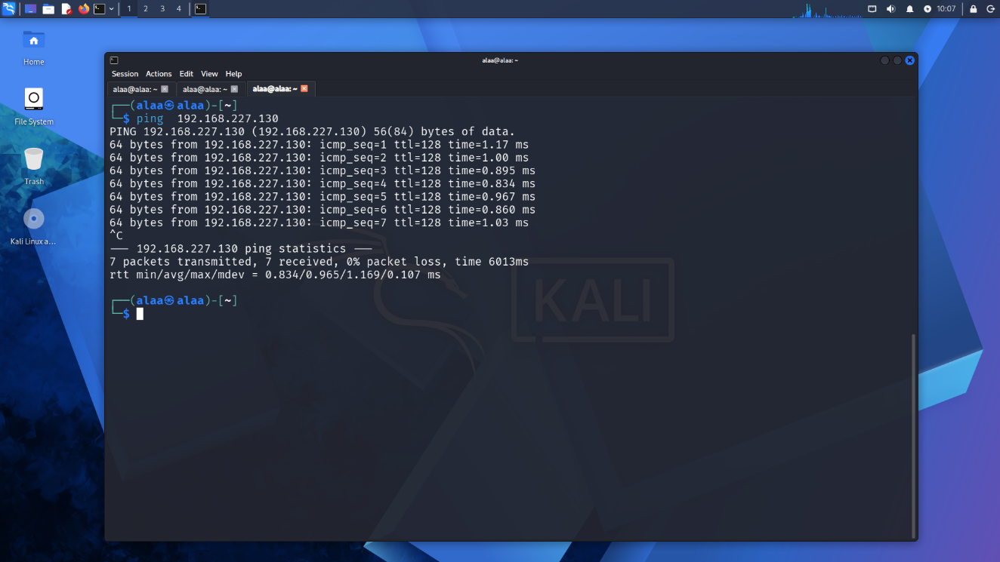 1 2 3 4
10:07
Home
File System
Trash
Kali Linux a...
alaa@alaa: ~
Session Actions Edit View Help
alaa@alaa: ~ alaa@alaa: ~ alaa@alaa: ~
┌──(alaa㉿alaa)-[~]
└─$ ping  192.168.227.130
PING 192.168.227.130 (192.168.227.130) 56(84) bytes of data.
64 bytes from 192.168.227.130: icmp_seq=1 ttl=128 time=1.17 ms
64 bytes from 192.168.227.130: icmp_seq=2 ttl=128 time=1.00 ms
64 bytes from 192.168.227.130: icmp_seq=3 ttl=128 time=0.895 ms
64 bytes from 192.168.227.130: icmp_seq=4 ttl=128 time=0.834 ms
64 bytes from 192.168.227.130: icmp_seq=5 ttl=128 time=0.967 ms
64 bytes from 192.168.227.130: icmp_seq=6 ttl=128 time=0.860 ms
64 bytes from 192.168.227.130: icmp_seq=7 ttl=128 time=1.03 ms
^C
--- 192.168.227.130 ping statistics ---
7 packets transmitted, 7 received, 0% packet loss, time 6013ms
rtt min/avg/max/mdev = 0.834/0.965/1.169/0.107 ms
┌──(alaa㉿alaa)-[~]
└─$
KALI